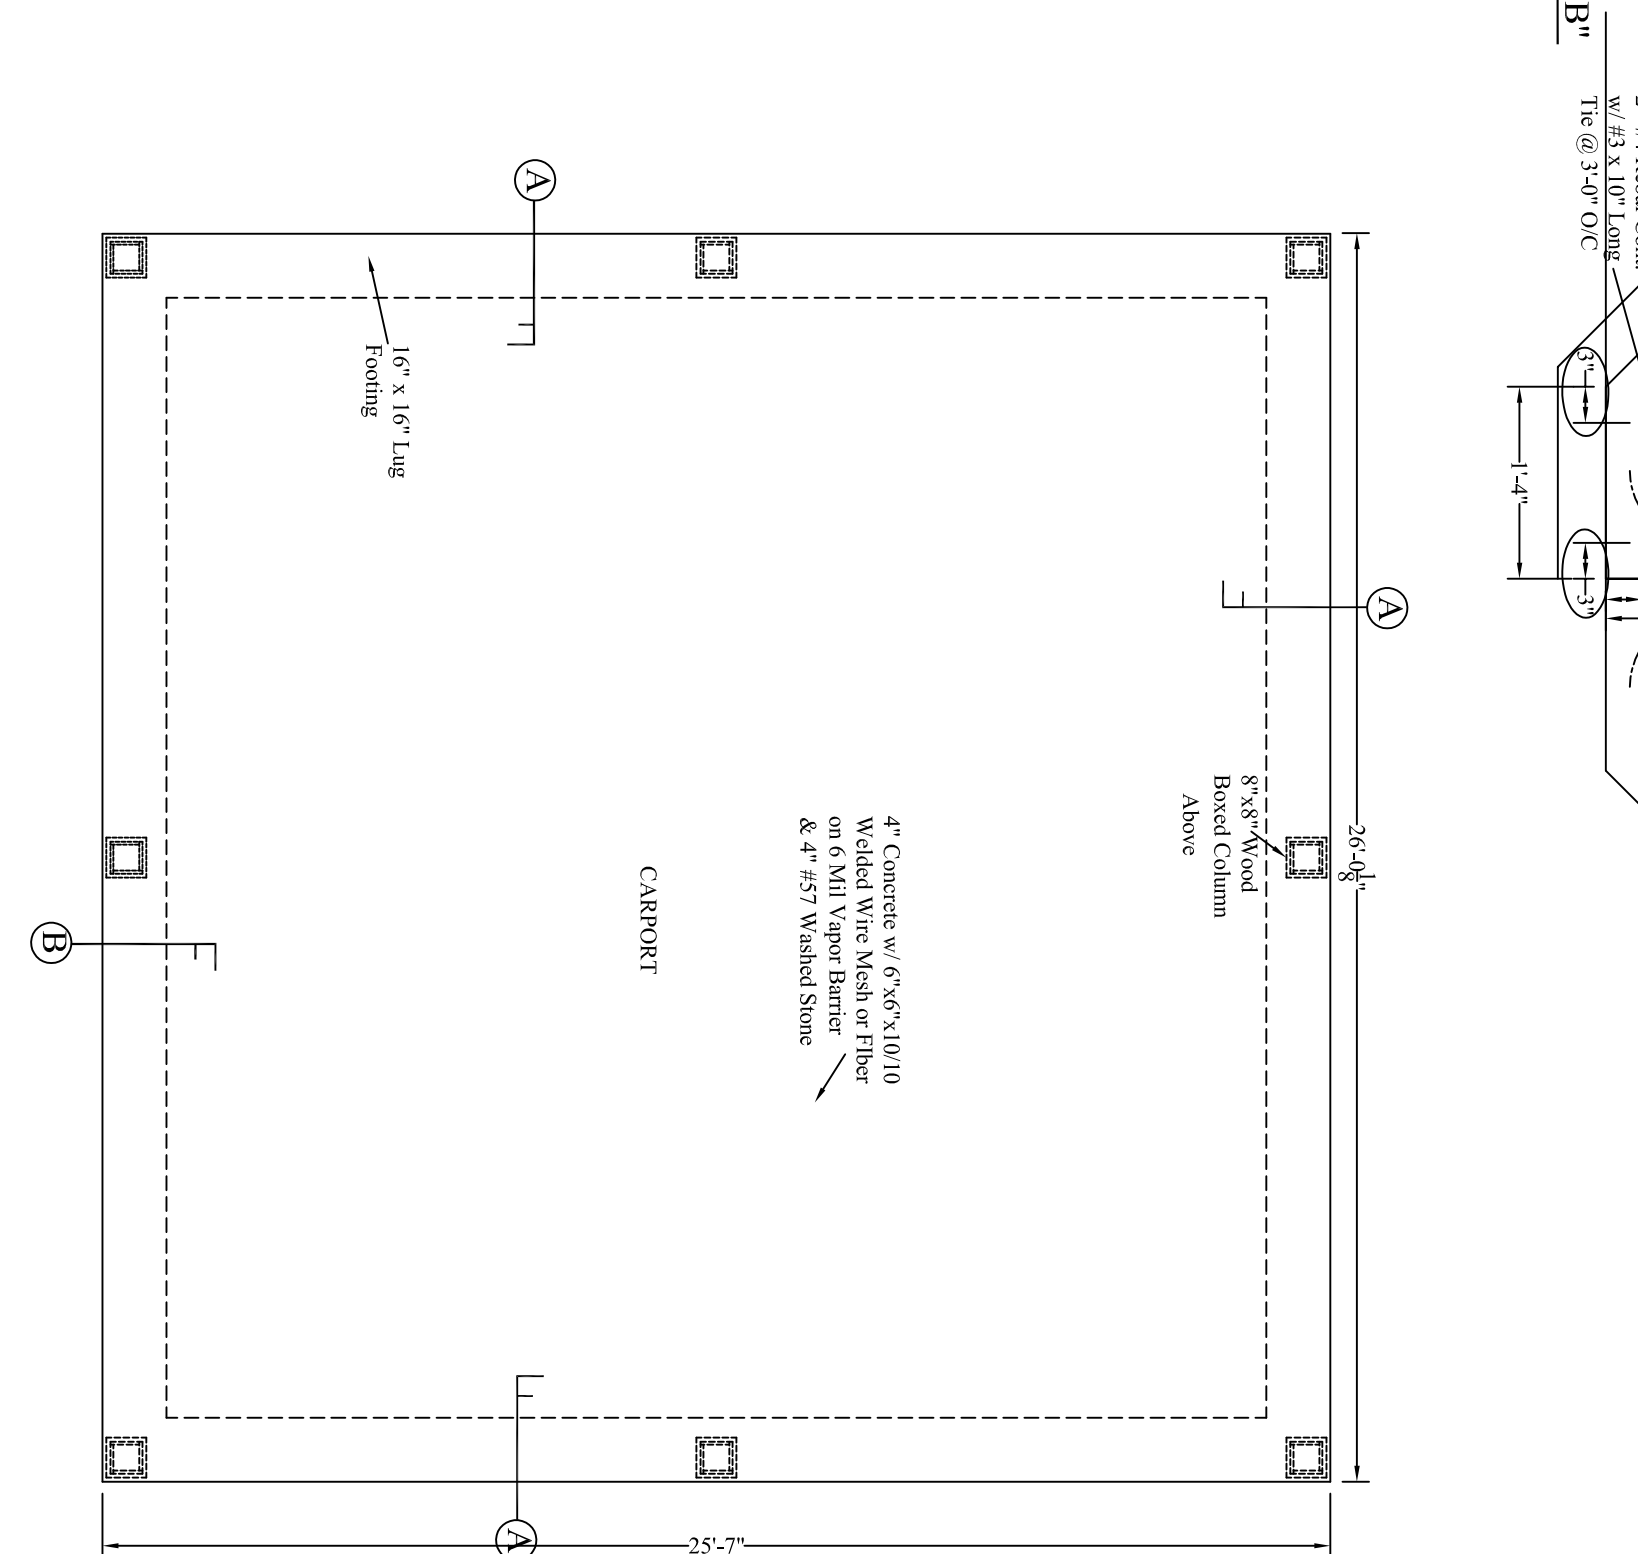 B"
w/ #3 x 10" Long
Tie @ 3'-0" O/C
3"
1'-4"
3"
A
A
26'-0 1/8"
8"x8" Wood
Boxed Column
Above
4" Concrete w/ 6"x6"x10/10
Welded Wire Mesh or FIber
on 6 Mil Vapor Barrier
& 4" #57 Washed Stone
CARPORT
16" x 16" Lug
Footing
B
A
25'-7"